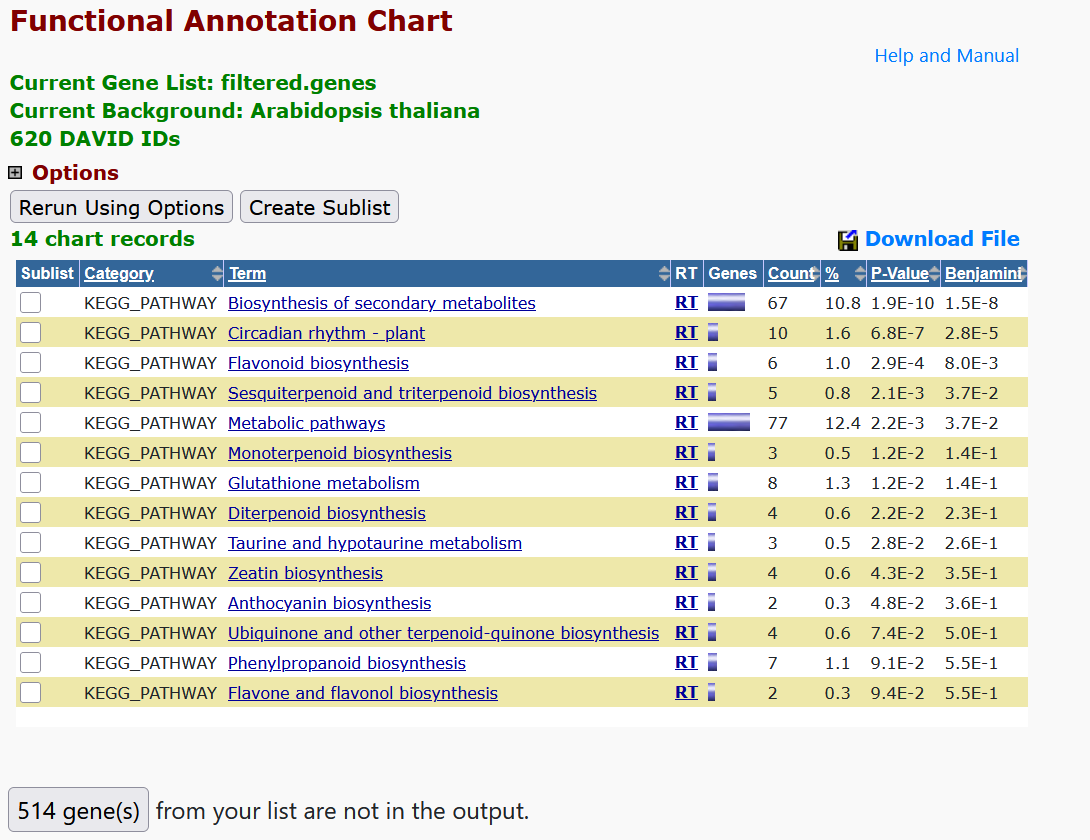 Functional Annotation Chart
Help and Manual
Current Gene List: filtered.genes
Current Background: Arabidopsis thaliana
620 DAVID IDs
Options
Rerun Using Options Create Sublist
14 chart records Download File
Sublist Category Term RT Genes Count % P-Value Benjamini
KEGG_PATHWAY Biosynthesis of secondary metabolites RT 67 10.8 1.9E-10 1.5E-8
KEGG_PATHWAY Circadian rhythm - plant RT 10 1.6 6.8E-7 2.8E-5
KEGG_PATHWAY Flavonoid biosynthesis RT 6 1.0 2.9E-4 8.0E-3
KEGG_PATHWAY Sesquiterpenoid and triterpenoid biosynthesis RT 5 0.8 2.1E-3 3.7E-2
KEGG_PATHWAY Metabolic pathways RT 77 12.4 2.2E-3 3.7E-2
KEGG_PATHWAY Monoterpenoid biosynthesis RT 3 0.5 1.2E-2 1.4E-1
KEGG_PATHWAY Glutathione metabolism RT 8 1.3 1.2E-2 1.4E-1
KEGG_PATHWAY Diterpenoid biosynthesis RT 4 0.6 2.2E-2 2.3E-1
KEGG_PATHWAY Taurine and hypotaurine metabolism RT 3 0.5 2.8E-2 2.6E-1
KEGG_PATHWAY Zeatin biosynthesis RT 4 0.6 4.3E-2 3.5E-1
KEGG_PATHWAY Anthocyanin biosynthesis RT 2 0.3 4.8E-2 3.6E-1
KEGG_PATHWAY Ubiquinone and other terpenoid-quinone biosynthesis RT 4 0.6 7.4E-2 5.0E-1
KEGG_PATHWAY Phenylpropanoid biosynthesis RT 7 1.1 9.1E-2 5.5E-1
KEGG_PATHWAY Flavone and flavonol biosynthesis RT 2 0.3 9.4E-2 5.5E-1
514 gene(s) from your list are not in the output.